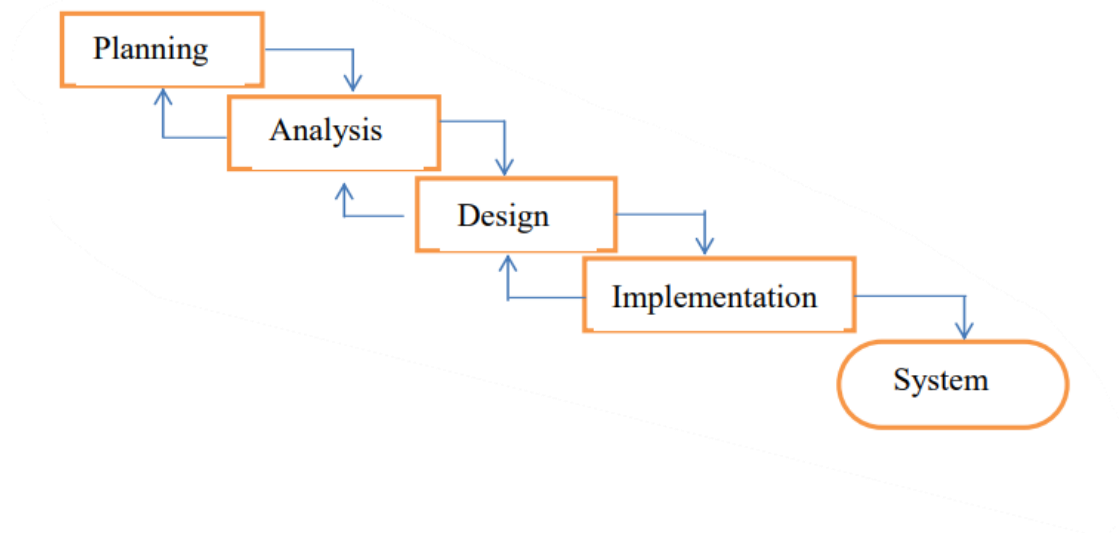 Planning
Analysis
Design
Implementation
System